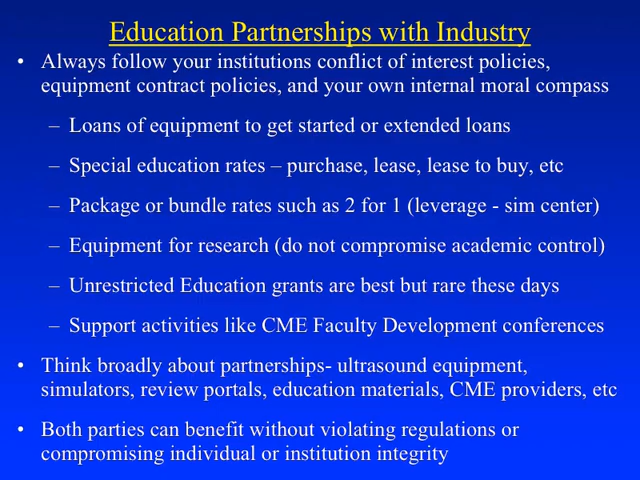 Education Partnerships with Industry
• Always follow your institutions conflict of interest policies,
equipment contract policies, and your own internal moral compass
– Loans of equipment to get started or extended loans
– Special education rates – purchase, lease, lease to buy, etc
– Package or bundle rates such as 2 for 1 (leverage - sim center)
– Equipment for research (do not compromise academic control)
– Unrestricted Education grants are best but rare these days
– Support activities like CME Faculty Development conferences
• Think broadly about partnerships- ultrasound equipment,
simulators, review portals, education materials, CME providers, etc
• Both parties can benefit without violating regulations or
compromising individual or institution integrity